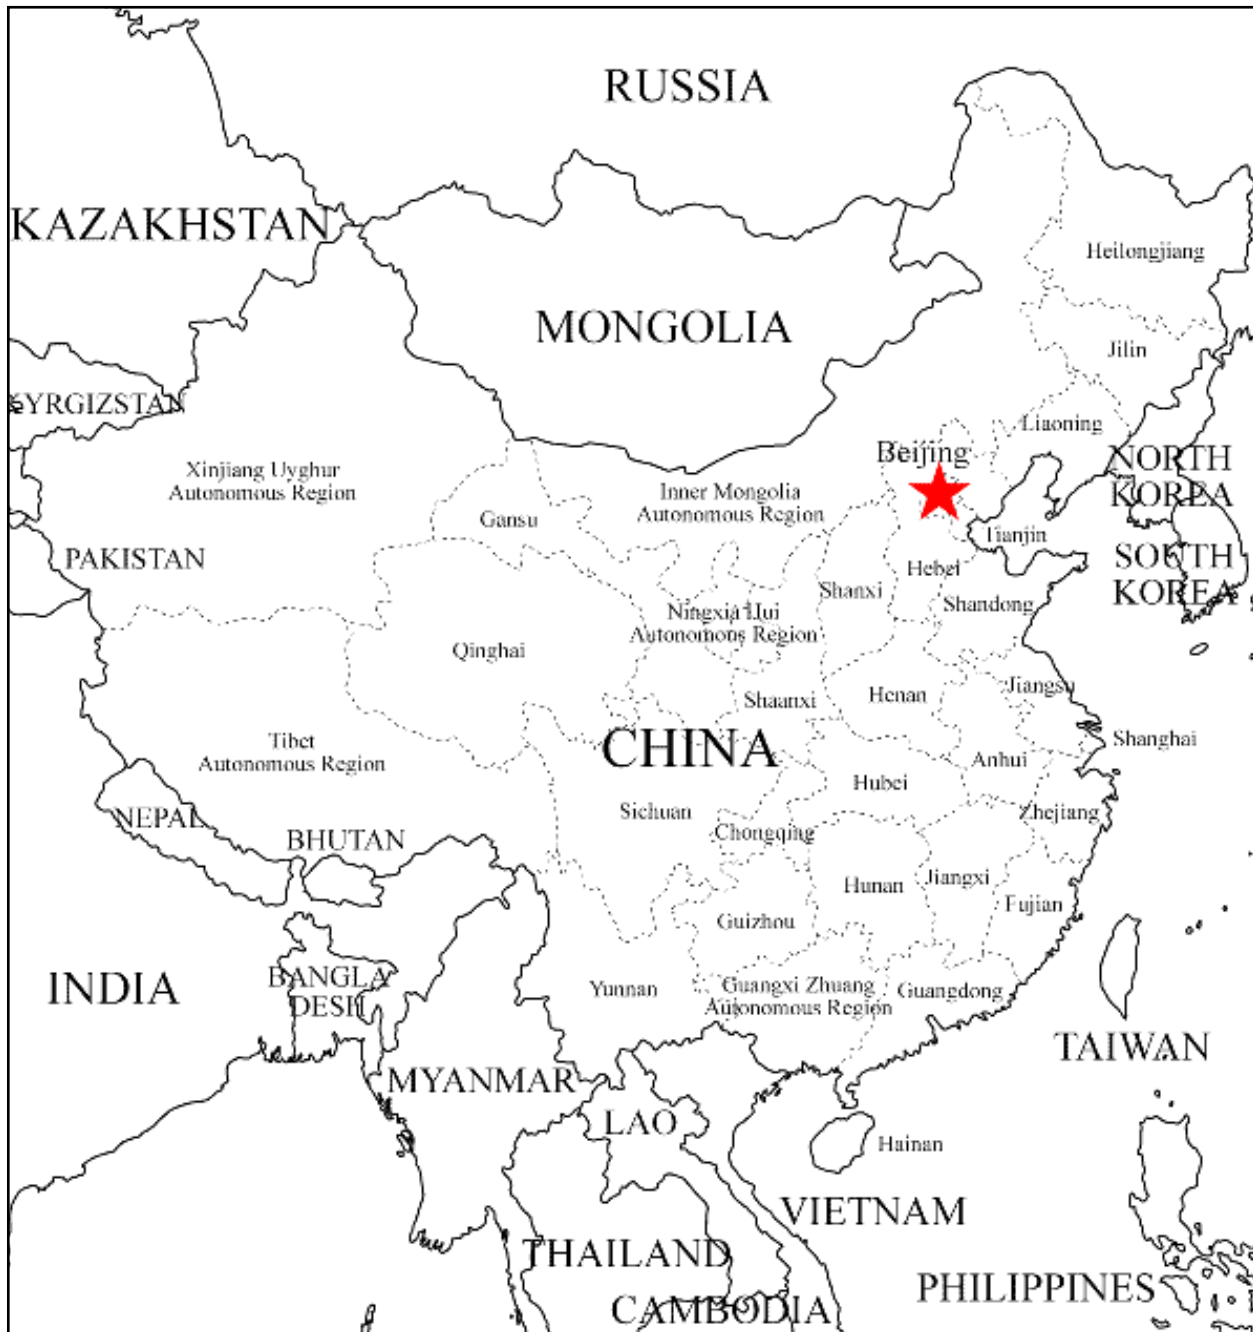 RUSSIA
KAZAKHSTAN
Heilongjiang
MONGOLIA
Jilin
KYRGIZSTAN
Liaoning
Beijing
NORTH
KOREA
Xinjiang Uyghur
Autonomous Region
Inner Mongolia
Autonomous Region
Gansu
Tianjin
PAKISTAN
SOUTH
KOREA
Hebei
Shanxi
Shandong
Ningxia Hui
Autonomous Region
Qinghai
Jiangsu
Henan
Shaanxi
Tibet
Autonomous Region
CHINA
Shanghai
Anhui
Hubei
Sichuan
Zhejiang
NEPAL
Chongqing
BHUTAN
Jiangxi
Hunan
Fujian
Guizhou
INDIA
BANGLA
DESH
Yunnan
Guangxi Zhuang
Autonomous Region
Guangdong
TAIWAN
MYANMAR
LAO
Hainan
VIETNAM
THAILAND
PHILIPPINES
CAMBODIA